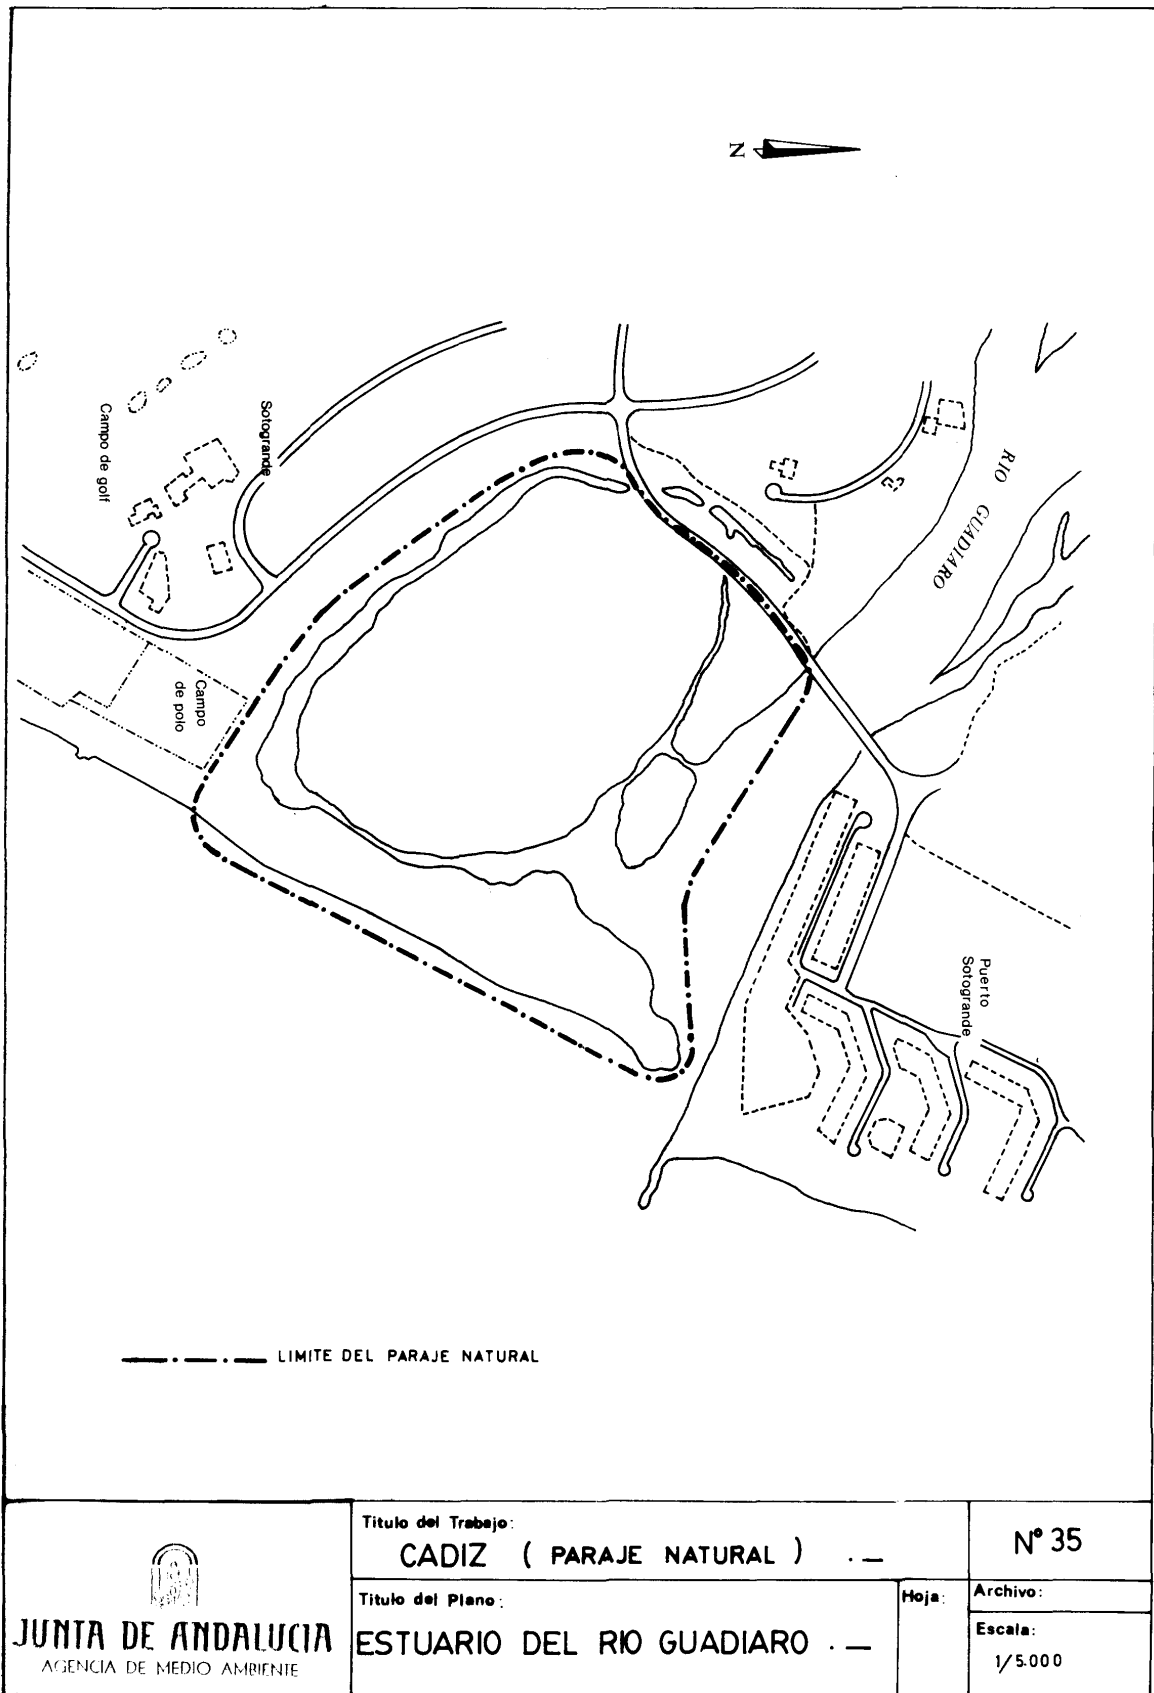 N
Campo de golf
Sotogrande
RIO GUADIARO
Campo
de polo
Puerto
Sotogrande
LIMITE DEL PARAJE NATURAL
JUNTA DE ANDALUCIA
AGENCIA DE MEDIO AMBIENTE
Titulo del Trabajo:
CADIZ ( PARAJE NATURAL ) . —
Titulo del Plano:
ESTUARIO DEL RIO GUADIARO . —
Hoja:
Nº 35
Archivo:
Escala:
1/5.000